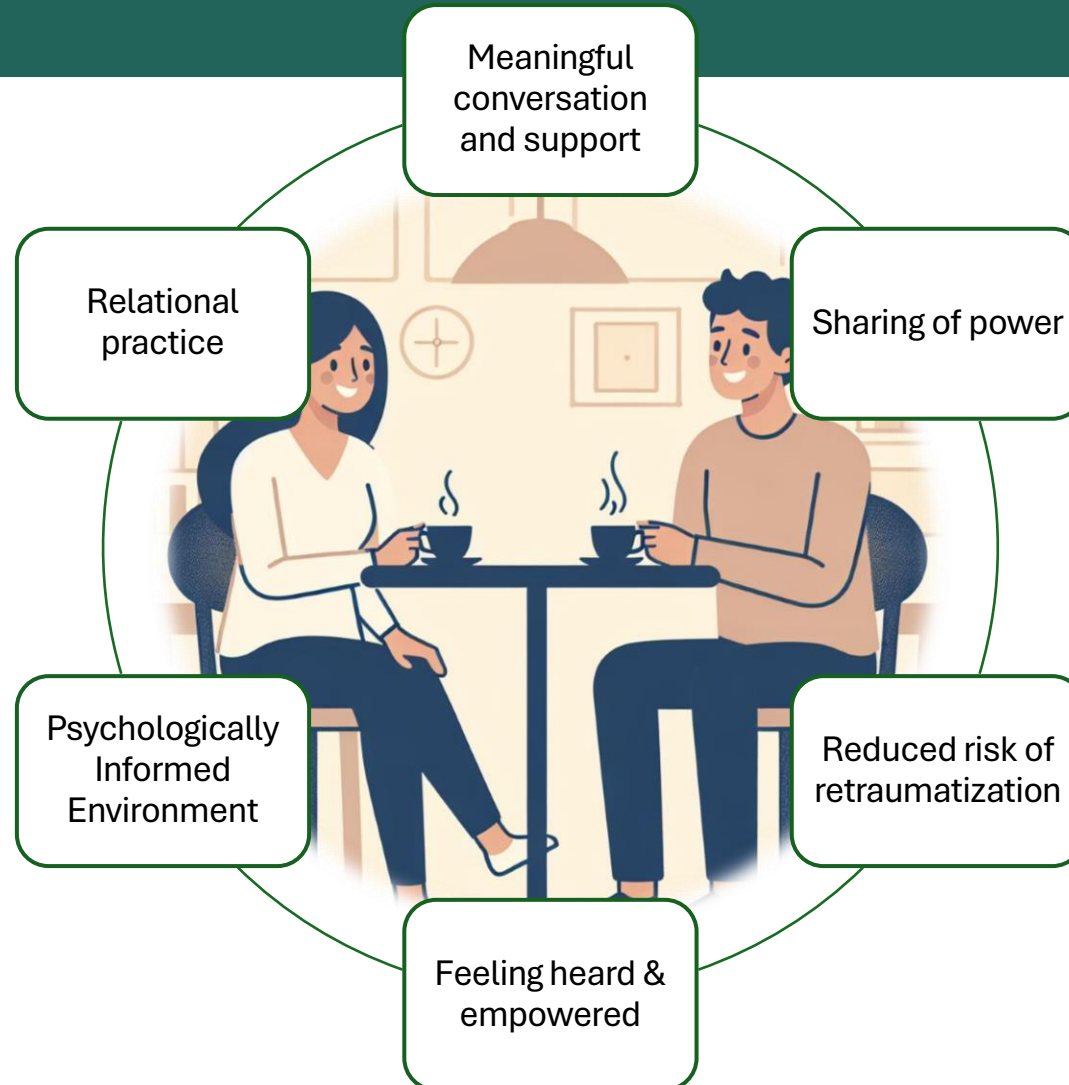 Meaningful
conversation
and support
Relational
practice
Sharing of power
Psychologically
Informed
Environment
Reduced risk of
retraumatization
Feeling heard &
empowered